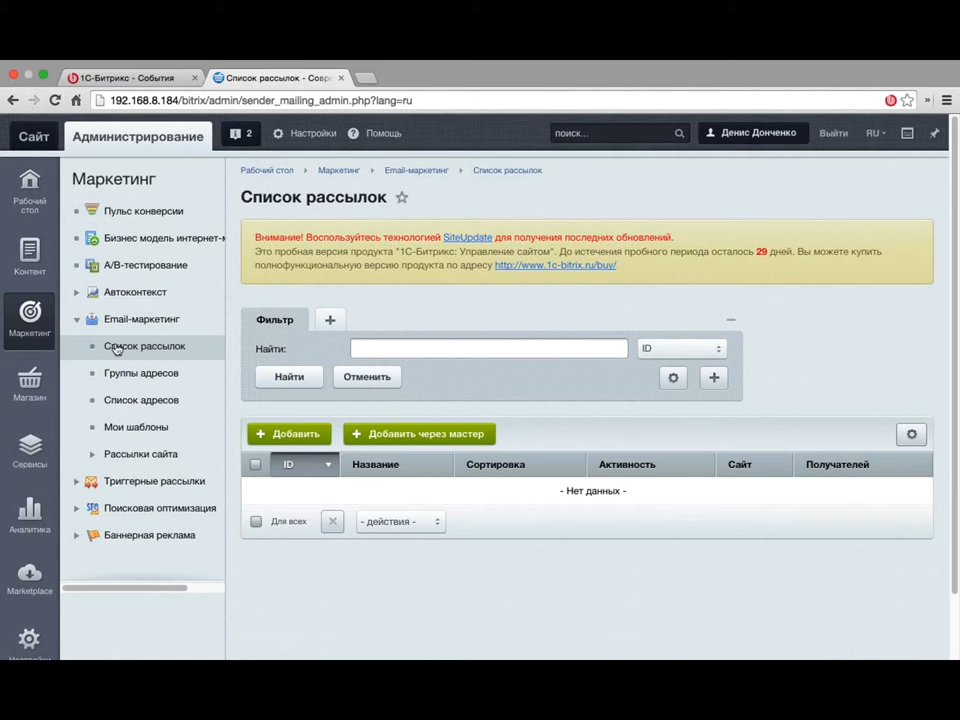 1С-Битрикс - События
Список рассылок - Совре
192.168.8.184/bitrix/admin/sender_mailing_admin.php?lang=ru
Сайт
Администрирование
2
Настройки
Помощь
поиск...
Денис Донченко
Выйти
RU
Рабочий стол
Контент
Маркетинг
Магазин
Сервисы
Аналитика
Marketplace
Настройки
Маркетинг
Пульс конверсии
Бизнес модель интернет-м
A/B-тестирование
Автоконтекст
Email-маркетинг
Список рассылок
Группы адресов
Список адресов
Мои шаблоны
Рассылки сайта
Триггерные рассылки
Поисковая оптимизация
Баннерная реклама
Рабочий стол Маркетинг Email-маркетинг Список рассылок
Список рассылок
Внимание! Воспользуйтесь технологией SiteUpdate для получения последних обновлений.
Это пробная версия продукта "1С-Битрикс: Управление сайтом". До истечения пробного периода осталось 29 дней. Вы можете купить
полнофункциональную версию продукта по адресу http://www.1c-bitrix.ru/buy/
Фильтр
Найти:
ID
Найти
Отменить
Добавить
Добавить через мастер
ID Название Сортировка Активность Сайт Получателей
- Нет данных -
Для всех
- действия -